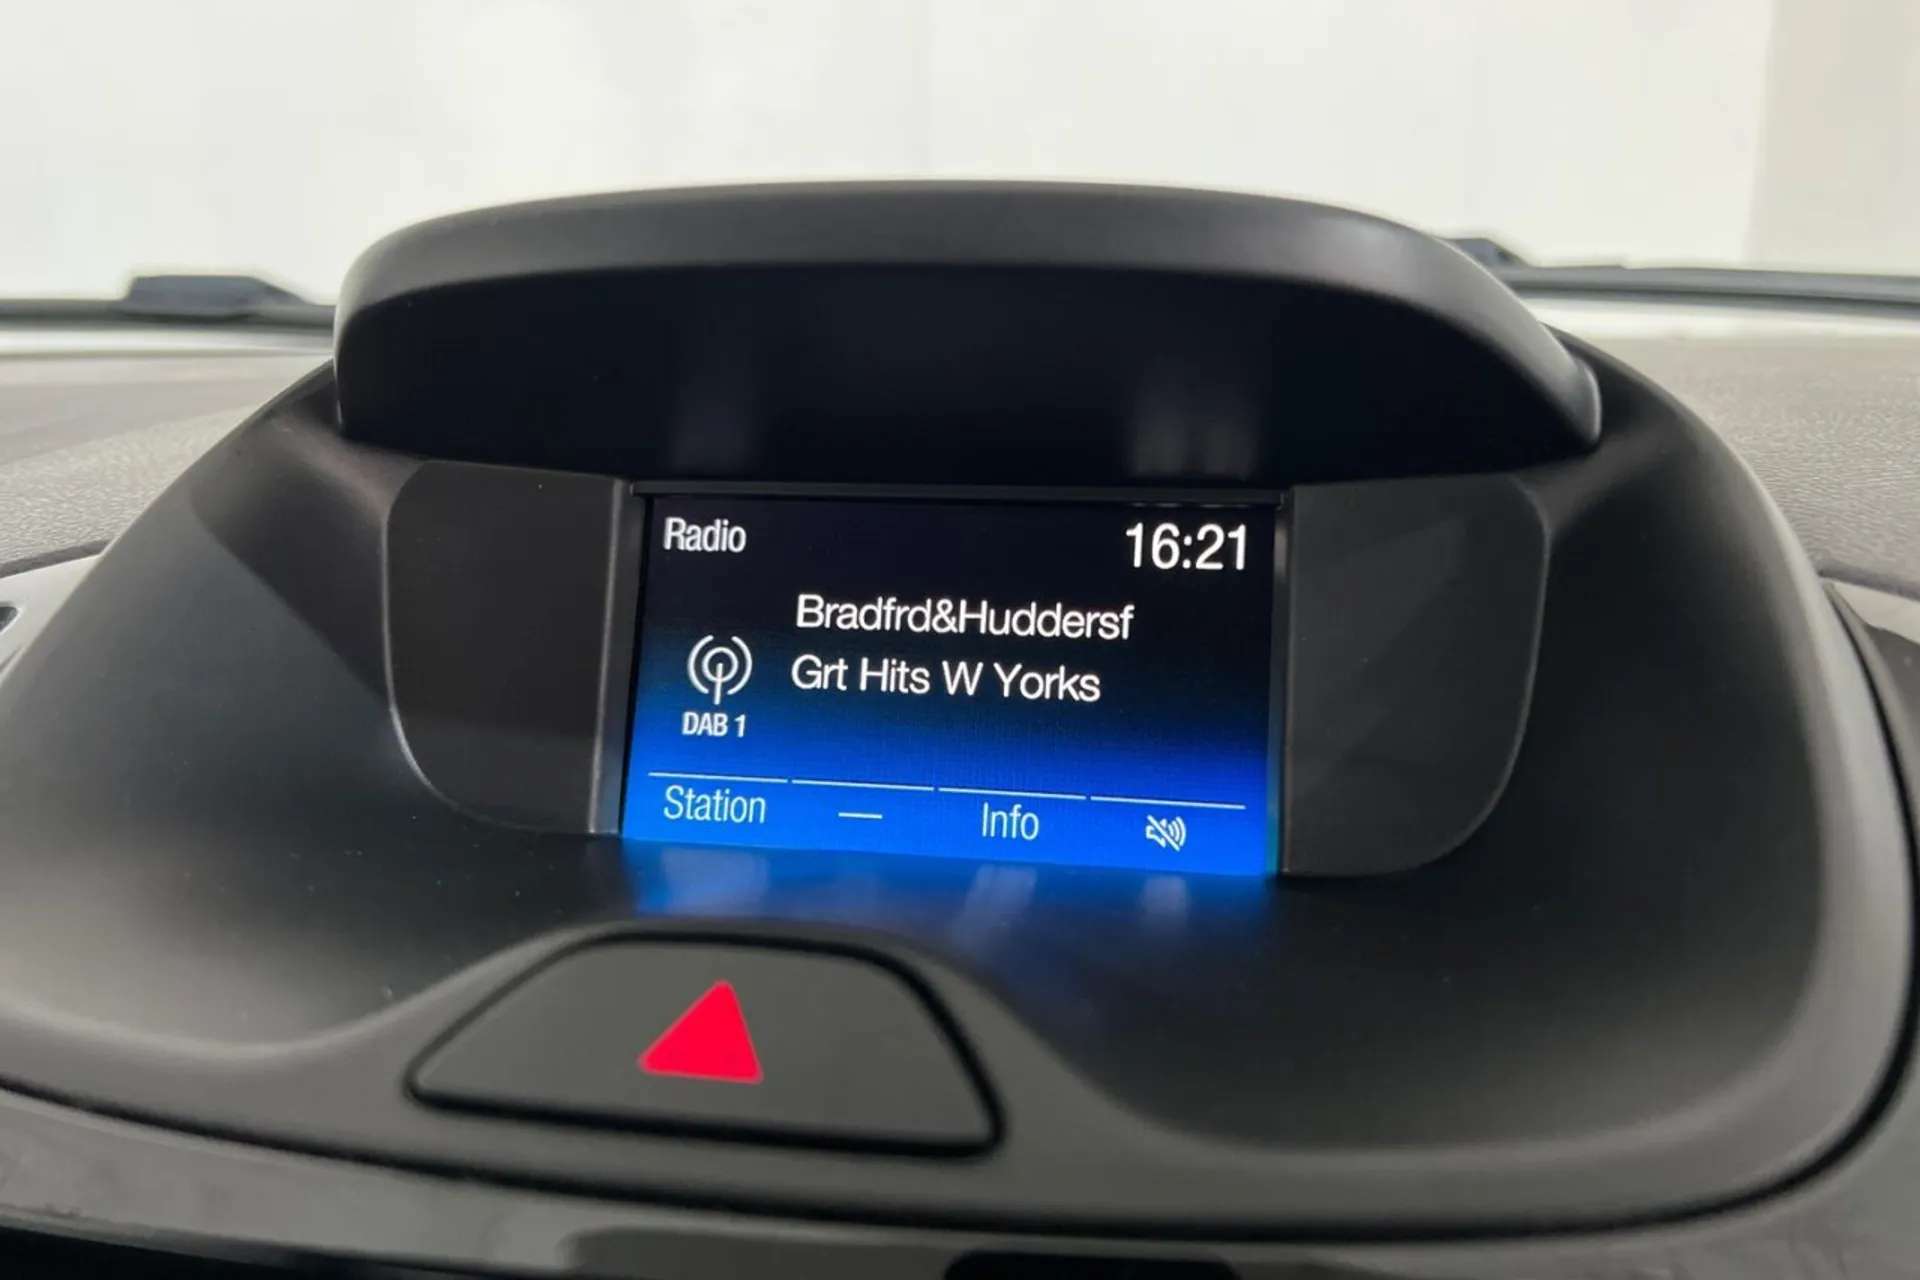 Radio
16:21
Bradfrd&Huddersf
Grt Hits W Yorks
DAB 1
Station
Info